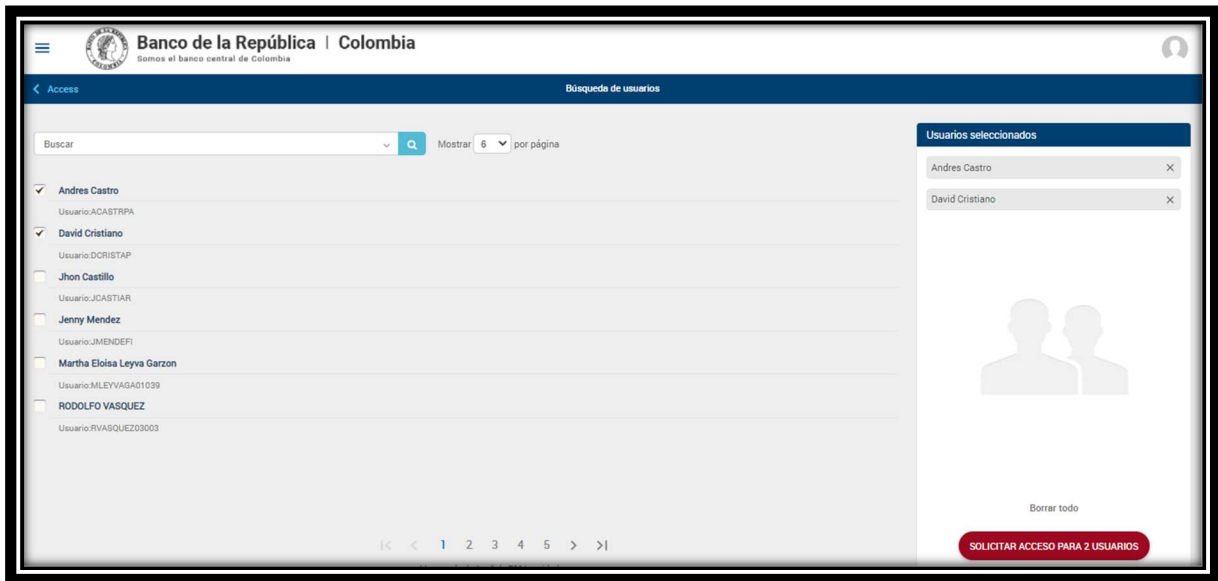 Banco de la República | Colombia
Somos el banco central de Colombia
Access
Búsqueda de usuarios
Buscar
Mostrar 6 por página
Andres Castro
Usuario:ACASTRPA
David Cristiano
Usuario:DCRISTAP
Jhon Castillo
Usuario:JCASTIAR
Jenny Mendez
Usuario:JMENDEFI
Martha Eloisa Leyva Garzon
Usuario:MLEYVAGA01039
RODOLFO VASQUEZ
Usuario:RVASQUEZ03003
1 2 3 4 5
Usuarios seleccionados
Andres Castro
David Cristiano
Borrar todo
SOLICITAR ACCESO PARA 2 USUARIOS